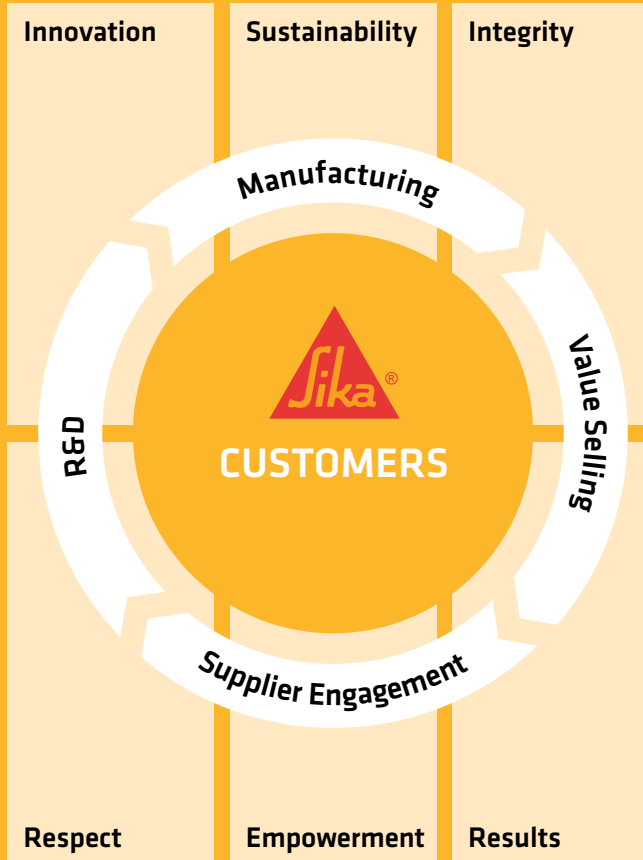 Innovation
Sustainability
Integrity
Manufacturing
Value Selling
R&D
Sika®
CUSTOMERS
Supplier Engagement
Respect
Empowerment
Results